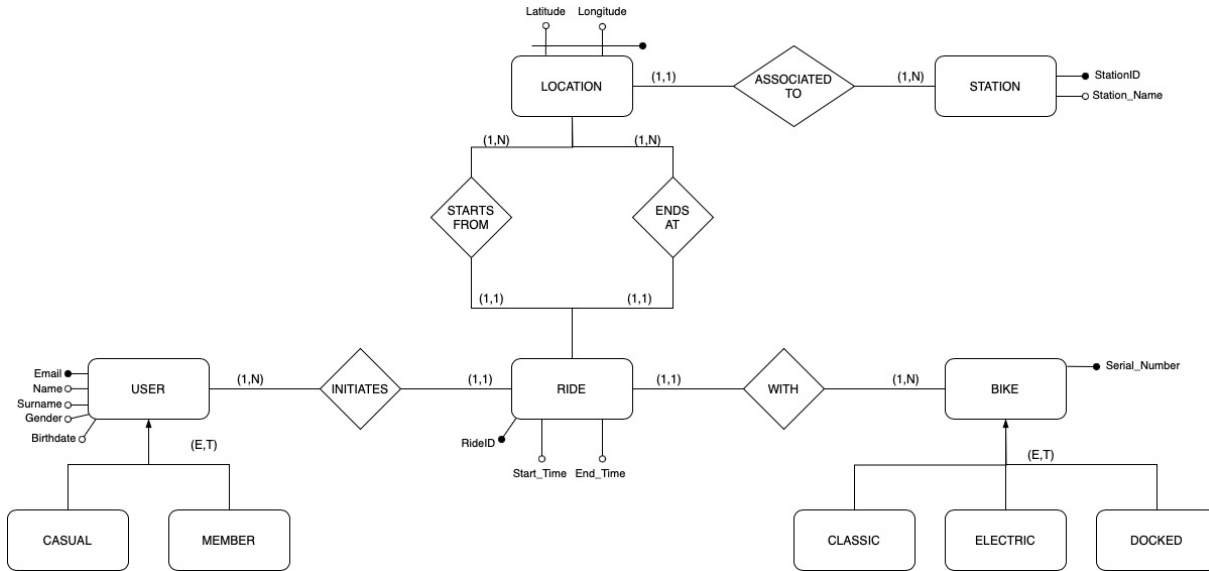 Latitude
Longitude
LOCATION
(1,1)
ASSOCIATED
TO
(1,N)
STATION
StationID
Station_Name
(1,N)
(1,N)
STARTS
FROM
ENDS
AT
(1,1)
(1,1)
Email
Name
Surname
Gender
Birthdate
USER
(1,N)
INITIATES
(1,1)
RIDE
(1,1)
WITH
(1,N)
BIKE
Serial_Number
RideID
Start_Time
End_Time
(E,T)
(E,T)
CASUAL
MEMBER
CLASSIC
ELECTRIC
DOCKED